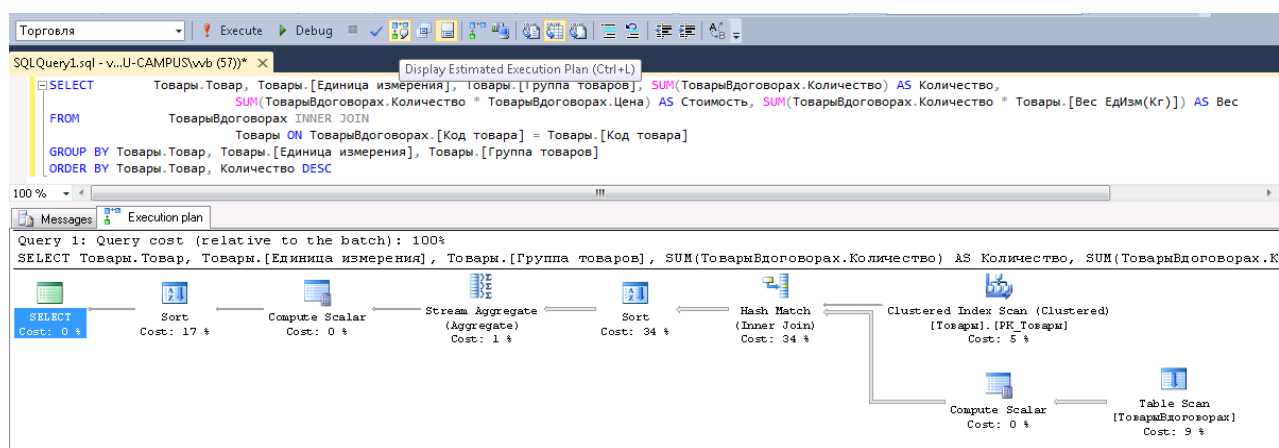 Торговля Execute Debug
SQLQuery1.sql - v...U-CAMPUS\vvb (57))* ×
Display Estimated Execution Plan (Ctrl+L)
SELECT Товары.Товар, Товары.[Единица измерения], Товары.[Группа товаров], SUM(ТоварыВдоговорах.Количество) AS Количество,
SUM(ТоварыВдоговорах.Количество * ТоварыВдоговорах.Цена) AS Стоимость, SUM(ТоварыВдоговорах.Количество * Товары.[Вес ЕдИзм(Кг)]) AS Вес
FROM ТоварыВдоговорах INNER JOIN
Товары ON ТоварыВдоговорах.[Код товара] = Товары.[Код товара]
GROUP BY Товары.Товар, Товары.[Единица измерения], Товары.[Группа товаров]
ORDER BY Товары.Товар, Количество DESC
100 %
Messages Execution plan
Query 1: Query cost (relative to the batch): 100%
SELECT Товары.Товар, Товары.[Единица измерения], Товары.[Группа товаров], SUM(ТоварыВдоговорах.Количество) AS Количество, SUM(ТоварыВдоговорах.К
SELECT
Cost: 0 %
Sort
Cost: 17 %
Compute Scalar
Cost: 0 %
Stream Aggregate
(Aggregate)
Cost: 1 %
Sort
Cost: 34 %
Hash Match
(Inner Join)
Cost: 34 %
Clustered Index Scan (Clustered)
[Товары].[PK_Товары]
Cost: 5 %
Compute Scalar
Cost: 0 %
Table Scan
[ТоварыВдоговорах]
Cost: 9 %